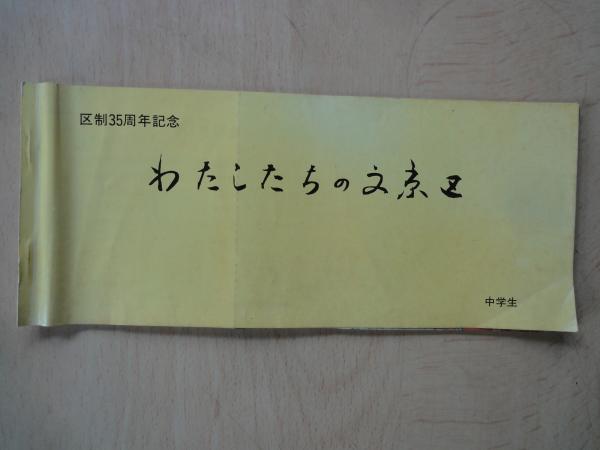 区制35周年記念
わたしたちの文京区
中学生